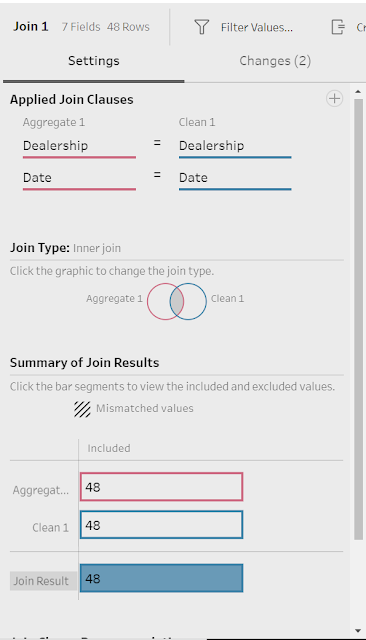 Join 1 7 Fields 48 Rows Filter Values... Cr
Settings Changes (2)
Applied Join Clauses
Aggregate 1 Clean 1
Dealership = Dealership
Date = Date
Join Type: Inner join
Click the graphic to change the join type.
Aggregate 1 Clean 1
Summary of Join Results
Click the bar segments to view the included and excluded values.
Mismatched values
Included
Aggregat... 48
Clean 1 48
Join Result 48